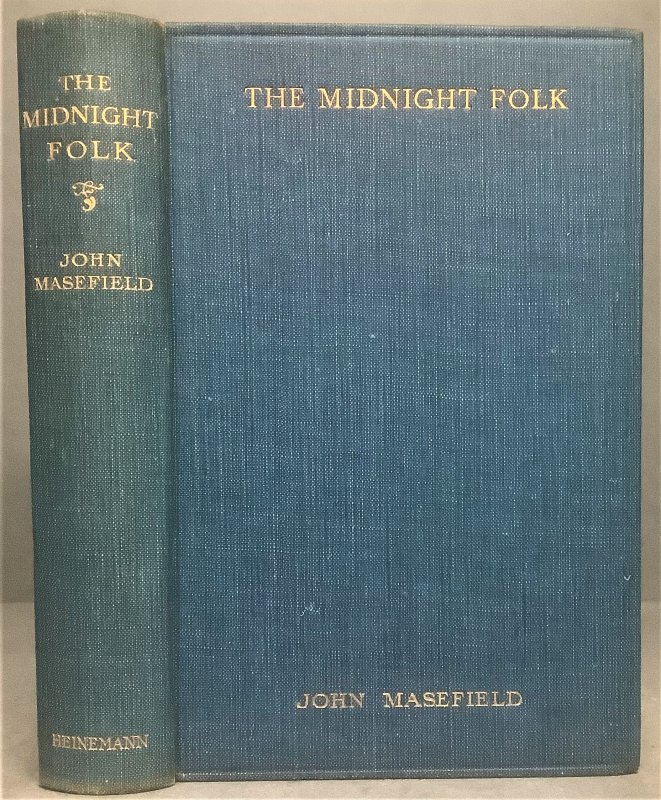 THE
MIDNIGHT
FOLK
JOHN
MASEFIELD
HEINEMANN
THE MIDNIGHT FOLK
JOHN MASEFIELD